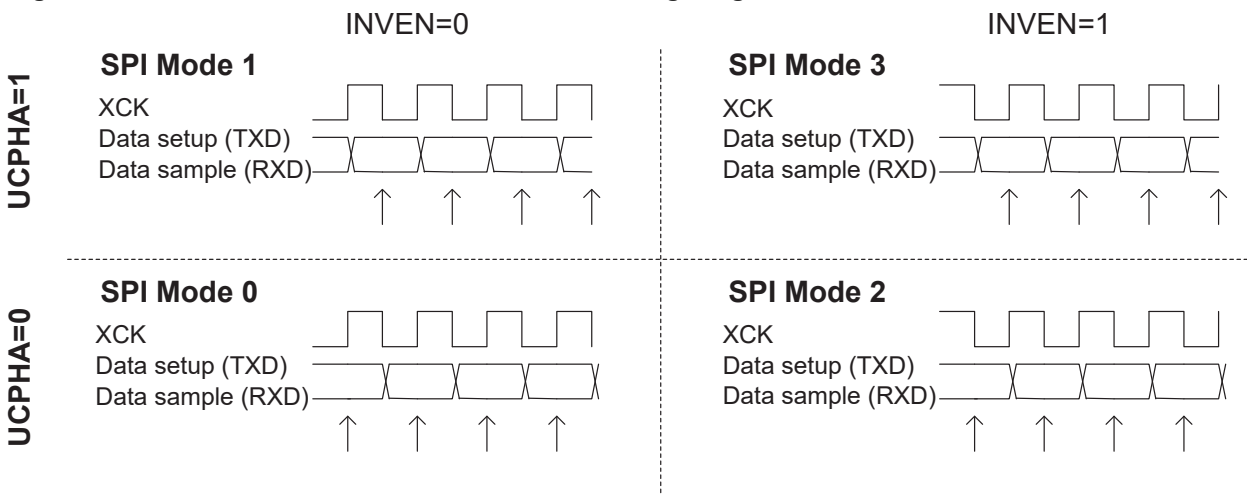 INVEN=0
INVEN=1
UCPHA=1
SPI Mode 1
XCK
Data setup (TXD)
Data sample (RXD)
SPI Mode 3
XCK
Data setup (TXD)
Data sample (RXD)
UCPHA=0
SPI Mode 0
XCK
Data setup (TXD)
Data sample (RXD)
SPI Mode 2
XCK
Data setup (TXD)
Data sample (RXD)